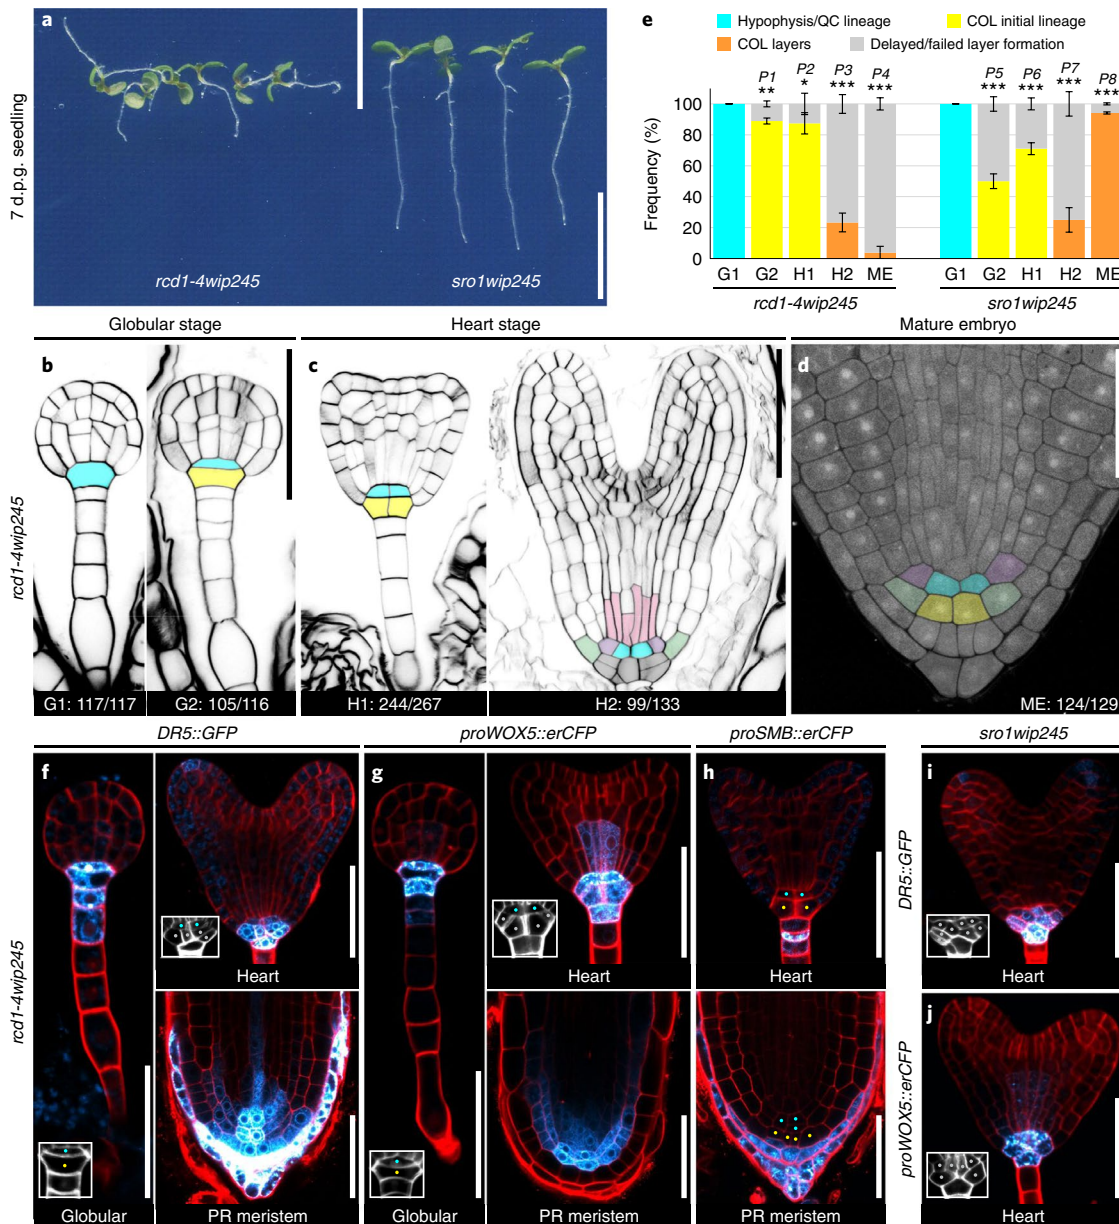 a
7 d.p.g. seedling
rcd1-4wip245
sro1wip245
e
Hypophysis/QC lineage
COL initial lineage
COL layers
Delayed/failed layer formation
P1 P2 P3 P4 P5 P6 P7 P8
** * *** *** *** *** *** ***
Frequency (%)
100
80
60
40
20
0
G1 G2 H1 H2 ME G1 G2 H1 H2 ME
rcd1-4wip245
sro1wip245
Globular stage
Heart stage
Mature embryo
b
c
d
rcd1-4wip245
G1: 117/117
G2: 105/116
H1: 244/267
H2: 99/133
ME: 124/129
DR5::GFP
proWOX5::erCFP
proSMB::erCFP
sro1wip245
f
g
h
i
rcd1-4wip245
DR5::GFP
Heart
Heart
Heart
Heart
j
proWOX5::erCFP
Globular
PR meristem
Globular
PR meristem
PR meristem
Heart